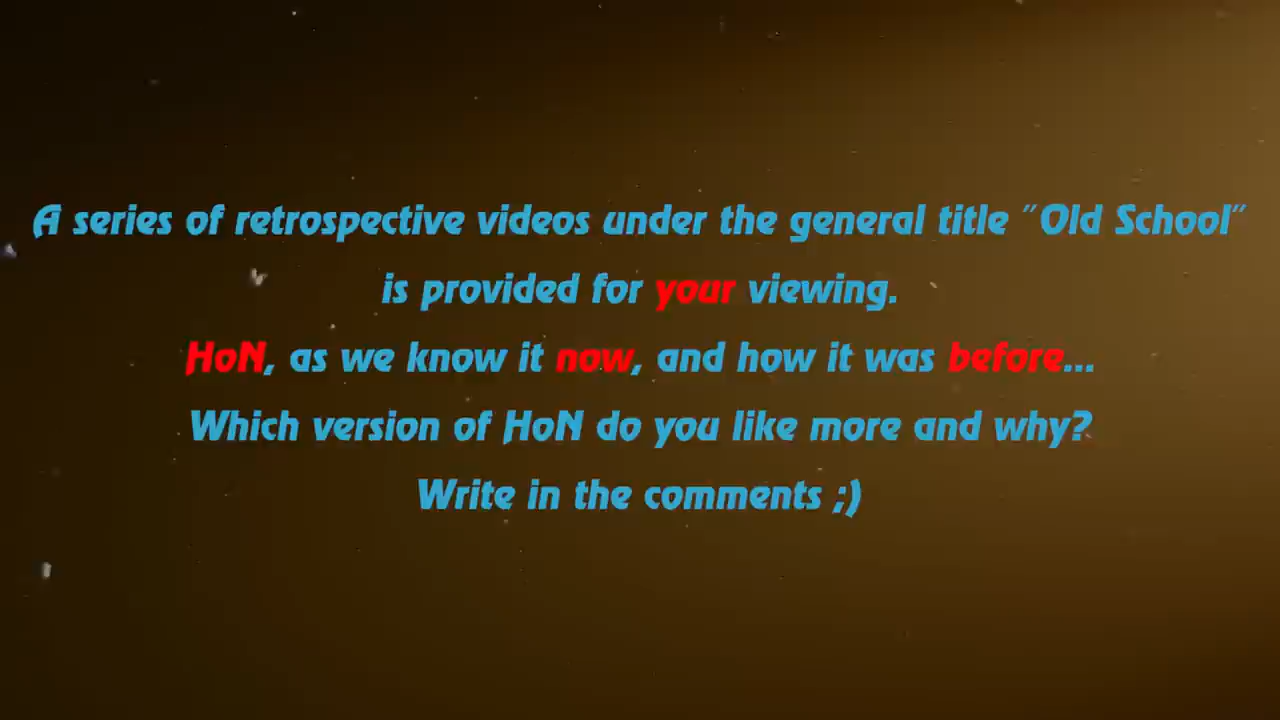 A series of retrospective videos under the general title "Old School"
is provided for your viewing.
HoN, as we know it now, and how it was before...
Which version of HoN do you like more and why?
Write in the comments ;)